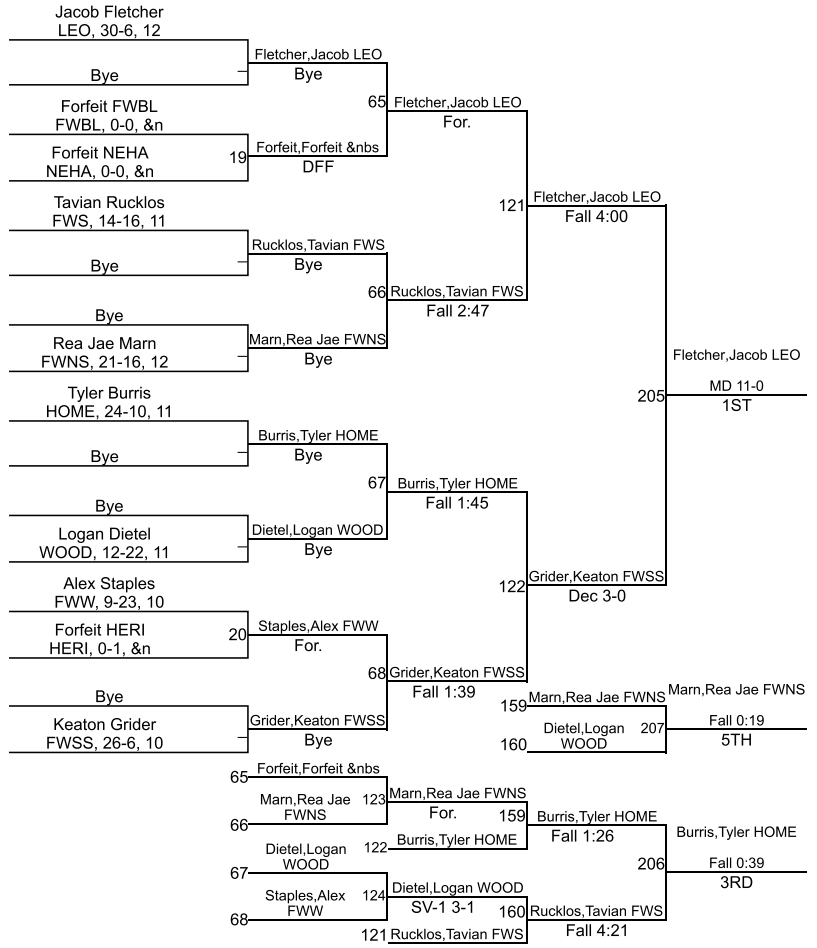 Jacob Fletcher
LEO, 30-6, 12
Fletcher,Jacob LEO
Bye
Bye
65
Fletcher,Jacob LEO
For.
Forfeit FWBL
FWBL, 0-0, &n
Forfeit NEHA
NEHA, 0-0, &n
19
Forfeit,Forfeit &nbs
DFF
121
Fletcher,Jacob LEO
Fall 4:00
Tavian Rucklos
FWS, 14-16, 11
Rucklos,Tavian FWS
Bye
Bye
66
Rucklos,Tavian FWS
Fall 2:47
Bye
Rea Jae Marn
FWNS, 21-16, 12
Marn,Rea Jae FWNS
Bye
205
Fletcher,Jacob LEO
MD 11-0
1ST
Tyler Burris
HOME, 24-10, 11
Burris,Tyler HOME
Bye
Bye
67
Burris,Tyler HOME
Fall 1:45
Bye
Logan Dietel
WOOD, 12-22, 11
Dietel,Logan WOOD
Bye
122
Grider,Keaton FWSS
Dec 3-0
Alex Staples
FWW, 9-23, 10
Forfeit HERI
HERI, 0-1, &n
20
Staples,Alex FWW
For.
68
Grider,Keaton FWSS
Fall 1:39
Bye
Keaton Grider
FWSS, 26-6, 10
Grider,Keaton FWSS
Bye
159
Marn,Rea Jae FWNS
160
Dietel,Logan
WOOD
207
Marn,Rea Jae FWNS
Fall 0:19
5TH
65
Forfeit,Forfeit &nbs
66
Marn,Rea Jae
FWNS
123
Marn,Rea Jae FWNS
For.
122
Burris,Tyler HOME
159
Burris,Tyler HOME
Fall 1:26
67
Dietel,Logan
WOOD
68
Staples,Alex
FWW
124
Dietel,Logan WOOD
SV-1 3-1
121
Rucklos,Tavian FWS
160
Rucklos,Tavian FWS
Fall 4:21
206
Burris,Tyler HOME
Fall 0:39
3RD